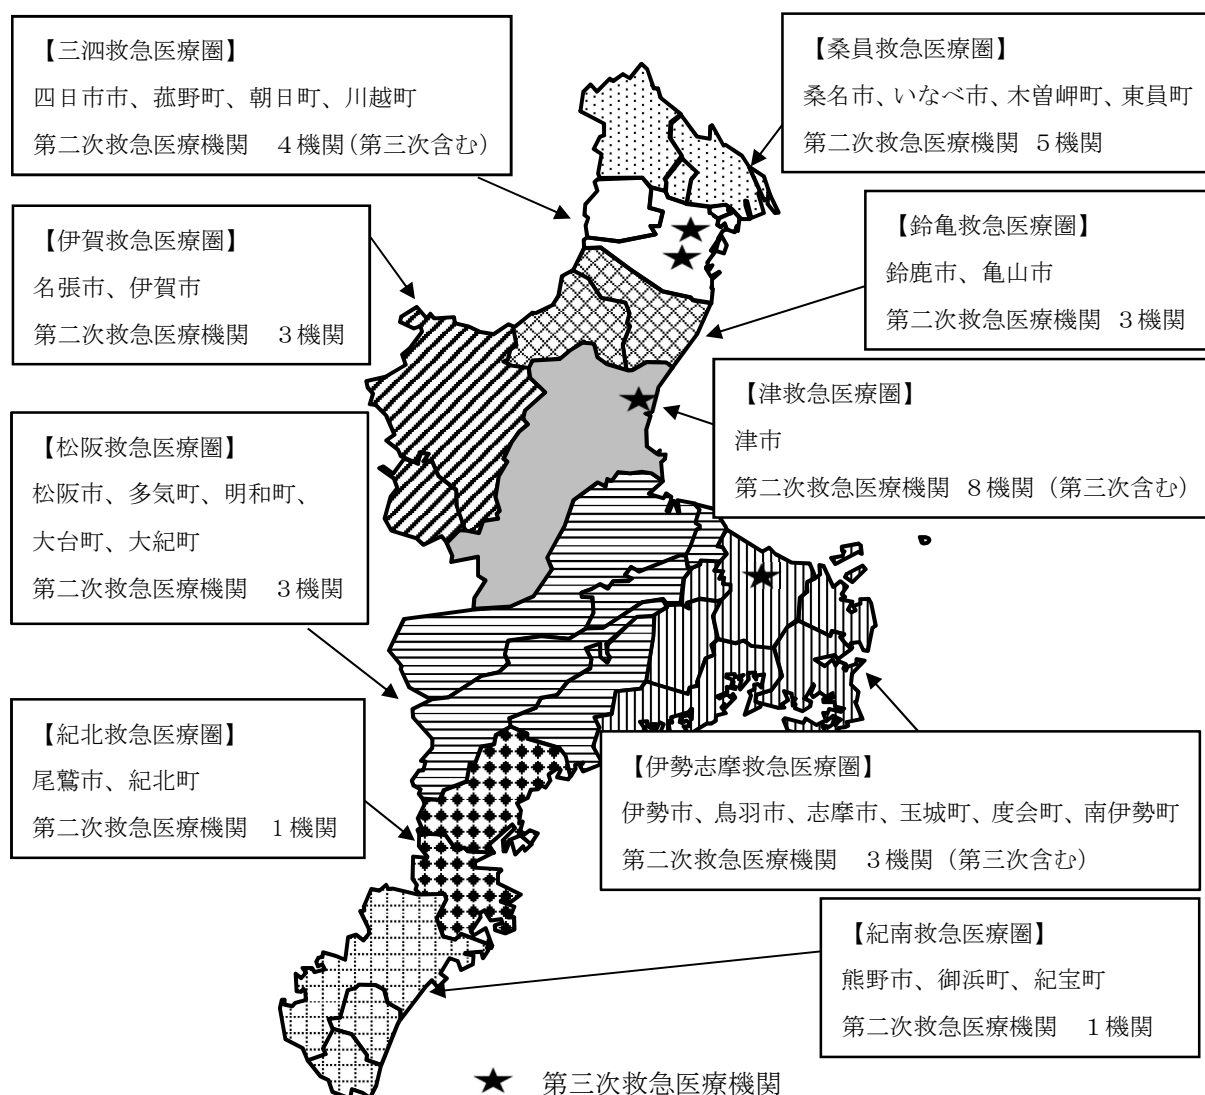 【三泗救急医療圏】
四日市市、菰野町、朝日町、川越町
第二次救急医療機関 4機関(第三次含む)
【桑員救急医療圏】
桑名市、いなべ市、木曽岬町、東員町
第二次救急医療機関 5機関
【伊賀救急医療圏】
名張市、伊賀市
第二次救急医療機関 3機関
【鈴亀救急医療圏】
鈴鹿市、亀山市
第二次救急医療機関 3機関
【津救急医療圏】
津市
第二次救急医療機関 8機関(第三次含む)
【松阪救急医療圏】
松阪市、多気町、明和町、
大台町、大紀町
第二次救急医療機関 3機関
【紀北救急医療圏】
尾鷲市、紀北町
第二次救急医療機関 1機関
【伊勢志摩救急医療圏】
伊勢市、鳥羽市、志摩市、玉城町、度会町、南伊勢町
第二次救急医療機関 3機関(第三次含む)
【紀南救急医療圏】
熊野市、御浜町、紀宝町
第二次救急医療機関 1機関
★ 第三次救急医療機関